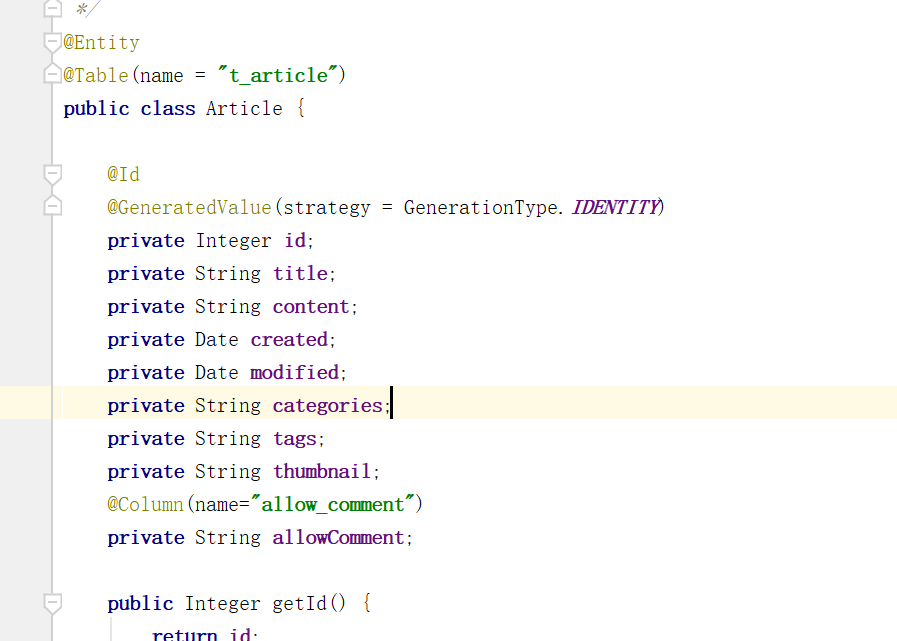 */
@Entity
@Table(name = "t_article")
public class Article {
@Id
@GeneratedValue(strategy = GenerationType.IDENTITY)
private Integer id;
private String title;
private String content;
private Date created;
private Date modified;
private String categories;
private String tags;
private String thumbnail;
@Column(name="allow_comment")
private String allowComment;
public Integer getId() {
return id;